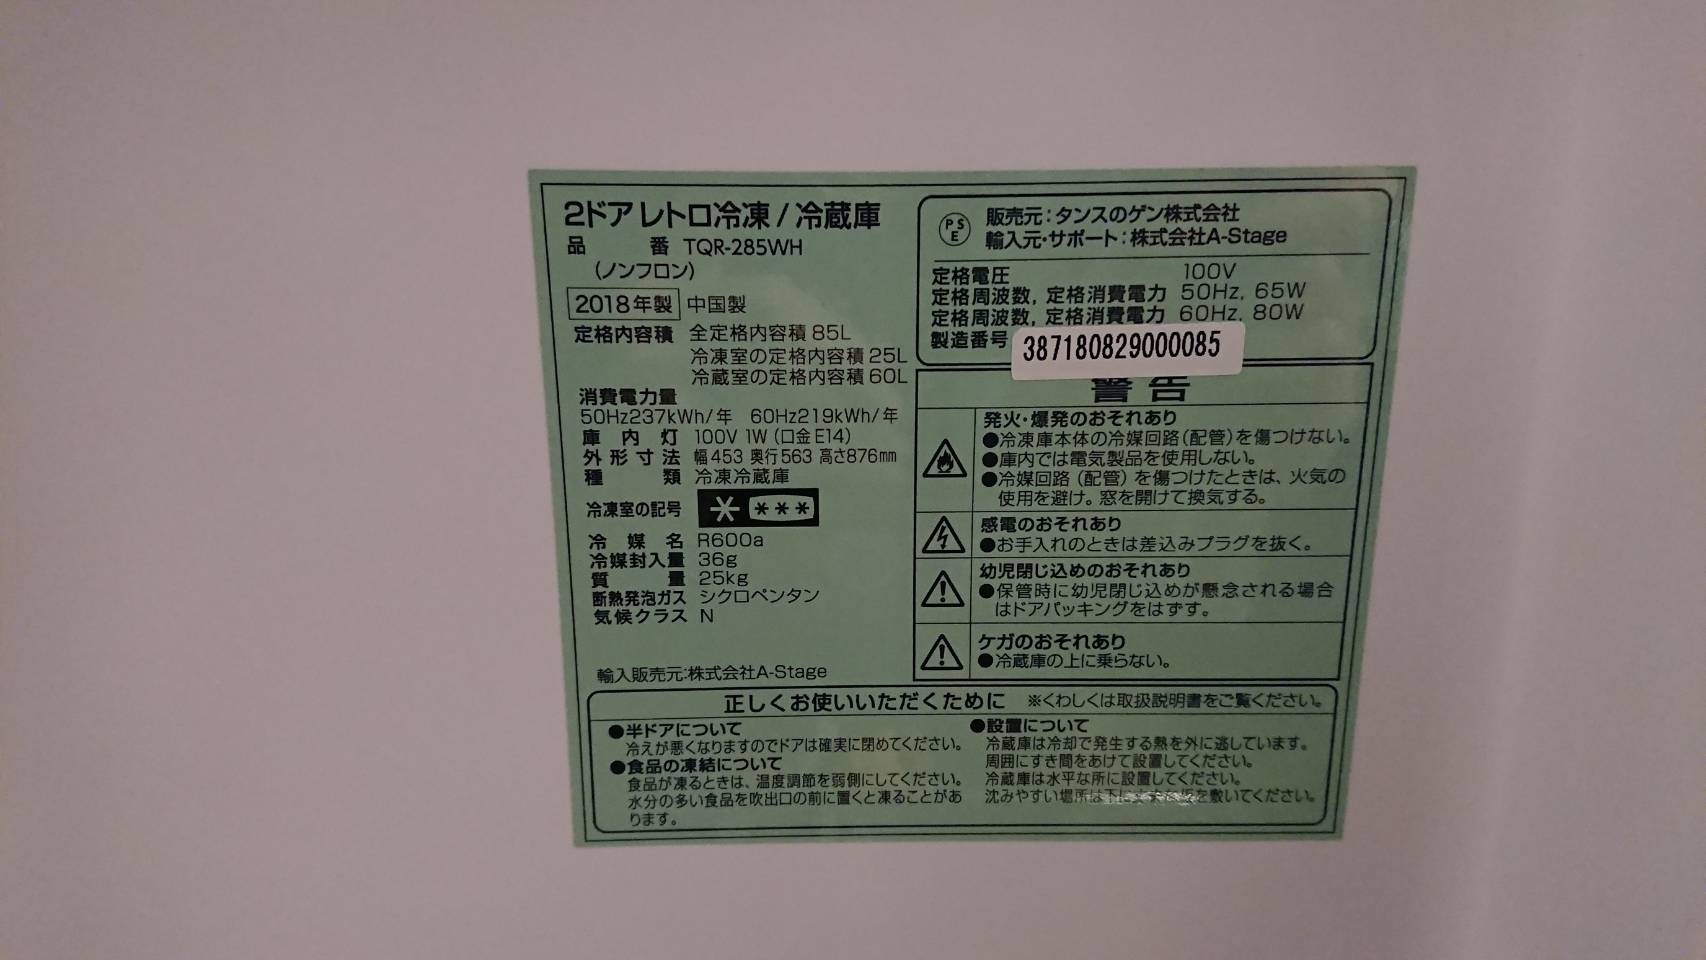 2ドアレトロ冷凍/冷蔵庫
品番 TQR-285WH
(ノンフロン)
2018年製 中国製
定格内容積 全定格内容積85L
冷凍室の定格内容積25L
冷蔵室の定格内容積60L
消費電力量
50Hz237kWh/年 60Hz219kWh/年
庫内灯 100V 1W(口金E14)
外形寸法 幅453 奥行563 高さ876mm
種類 冷凍冷蔵庫
冷凍室の記号
冷媒名 R600a
冷媒封入量 36g
質量 25kg
断熱発泡ガス シクロペンタン
気候クラス N
輸入販売元:株式会社A-Stage
PSE
販売元:タンスのゲン株式会社
輸入元・サポート:株式会社A-Stage
定格電圧 100V
定格周波数, 定格消費電力 50Hz, 65W
定格周波数, 定格消費電力 60Hz, 80W
製造番号 387180829000085
警告
発火・爆発のおそれあり
●冷凍庫本体の冷媒回路(配管)を傷つけない。
●庫内では電気製品を使用しない。
●冷媒回路(配管)を傷つけたときは、火気の
使用を避け。窓を開けて換気する。
感電のおそれあり
●お手入れのときは差込みプラグを抜く。
幼児閉じ込めのおそれあり
●保管時に幼児閉じ込めが懸念される場合
はドアパッキングをはずす。
ケガのおそれあり
●冷蔵庫の上に乗らない。
正しくお使いいただくために ※くわしくは取扱説明書をご覧ください。
●半ドアについて
冷えが悪くなりますのでドアは確実に閉めてください。
●食品の凍結について
食品が凍るときは、温度調節を弱側にしてください。
水分の多い食品を吹出口の前に置くと凍ることがあ
ります。
●設置について
冷蔵庫は冷却で発生する熱を外に逃しています。
周囲にすき間をあけて設置してください。
冷蔵庫は水平な所に設置してください。
沈みやすい場所は下に を敷いてください。